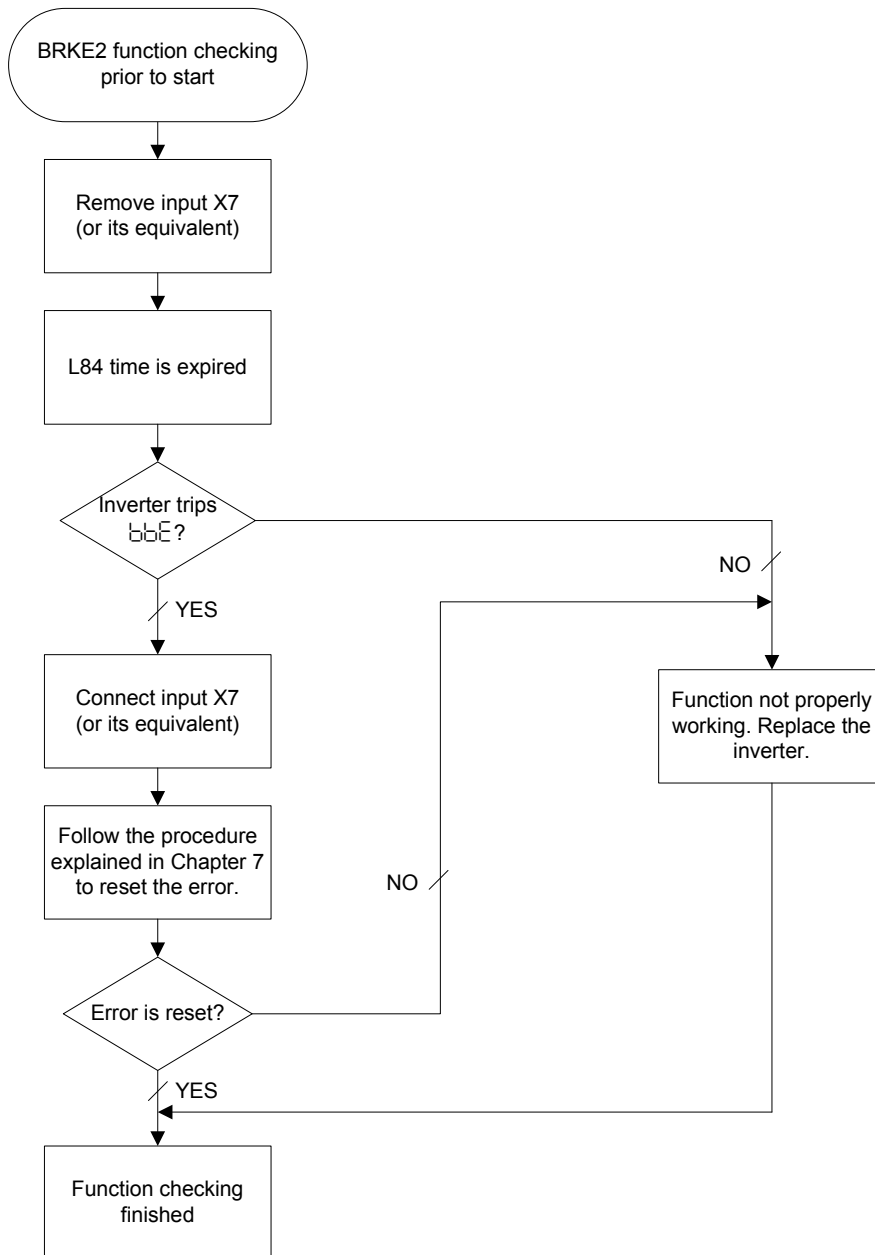 BRKE2 function checking
prior to start
Remove input X7
(or its equivalent)
L84 time is expired
Inverter trips
bbE?
NO
YES
Connect input X7
(or its equivalent)
Function not properly
working. Replace the
inverter.
Follow the procedure
explained in Chapter 7
to reset the error.
NO
Error is reset?
YES
Function checking
finished